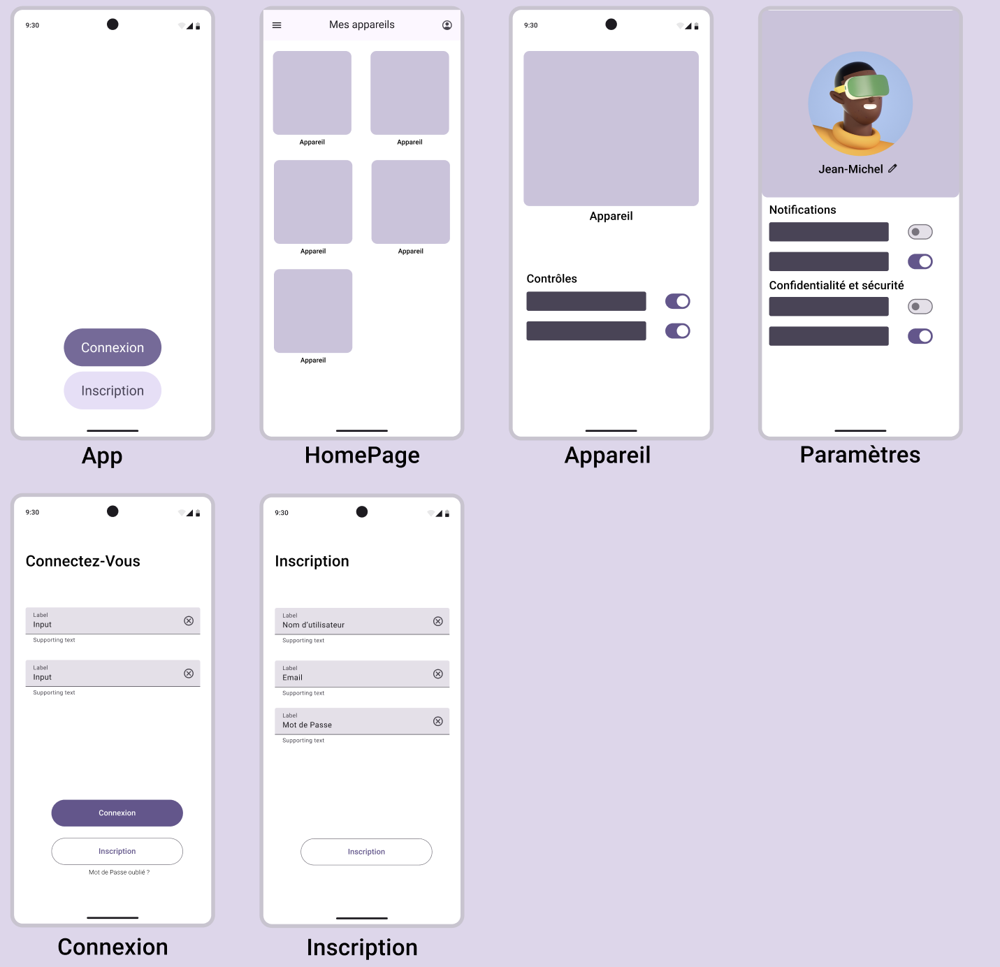 9:30
Connexion
Inscription
App
Mes appareils
Appareil
Appareil
Appareil
Appareil
Appareil
HomePage
9:30
Appareil
Contrôles
Appareil
Jean-Michel
Notifications
Confidentialité et sécurité
Paramètres
9:30
Connectez-Vous
Label
Input
Supporting text
Label
Input
Supporting text
Connexion
Inscription
Mot de Passe oublié ?
Connexion
9:30
Inscription
Label
Nom d'utilisateur
Supporting text
Label
Email
Supporting text
Label
Mot de Passe
Supporting text
Inscription
Inscription